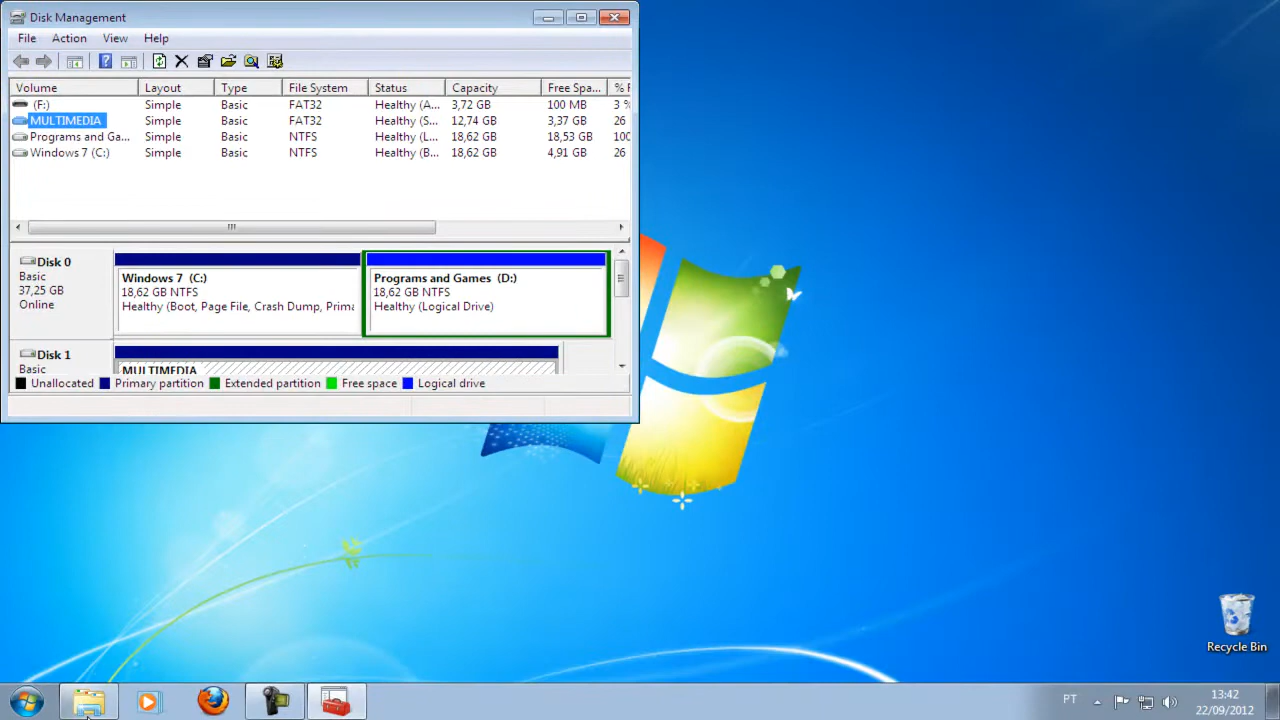 Disk Management
File Action View Help
Volume Layout Type File System Status Capacity Free Spa... % F
(F:) Simple Basic FAT32 Healthy (A... 3,72 GB 100 MB 3 %
MULTIMEDIA Simple Basic FAT32 Healthy (S... 12,74 GB 3,37 GB 26
Programs and Ga... Simple Basic NTFS Healthy (L... 18,62 GB 18,53 GB 100
Windows 7 (C:) Simple Basic NTFS Healthy (B... 18,62 GB 4,91 GB 26
Disk 0
Basic
37,25 GB
Online
Windows 7 (C:)
18,62 GB NTFS
Healthy (Boot, Page File, Crash Dump, Prima
Programs and Games (D:)
18,62 GB NTFS
Healthy (Logical Drive)
Disk 1
Basic
MULTIMEDIA
Unallocated Primary partition Extended partition Free space Logical drive
Recycle Bin
PT
13:42
22/09/2012